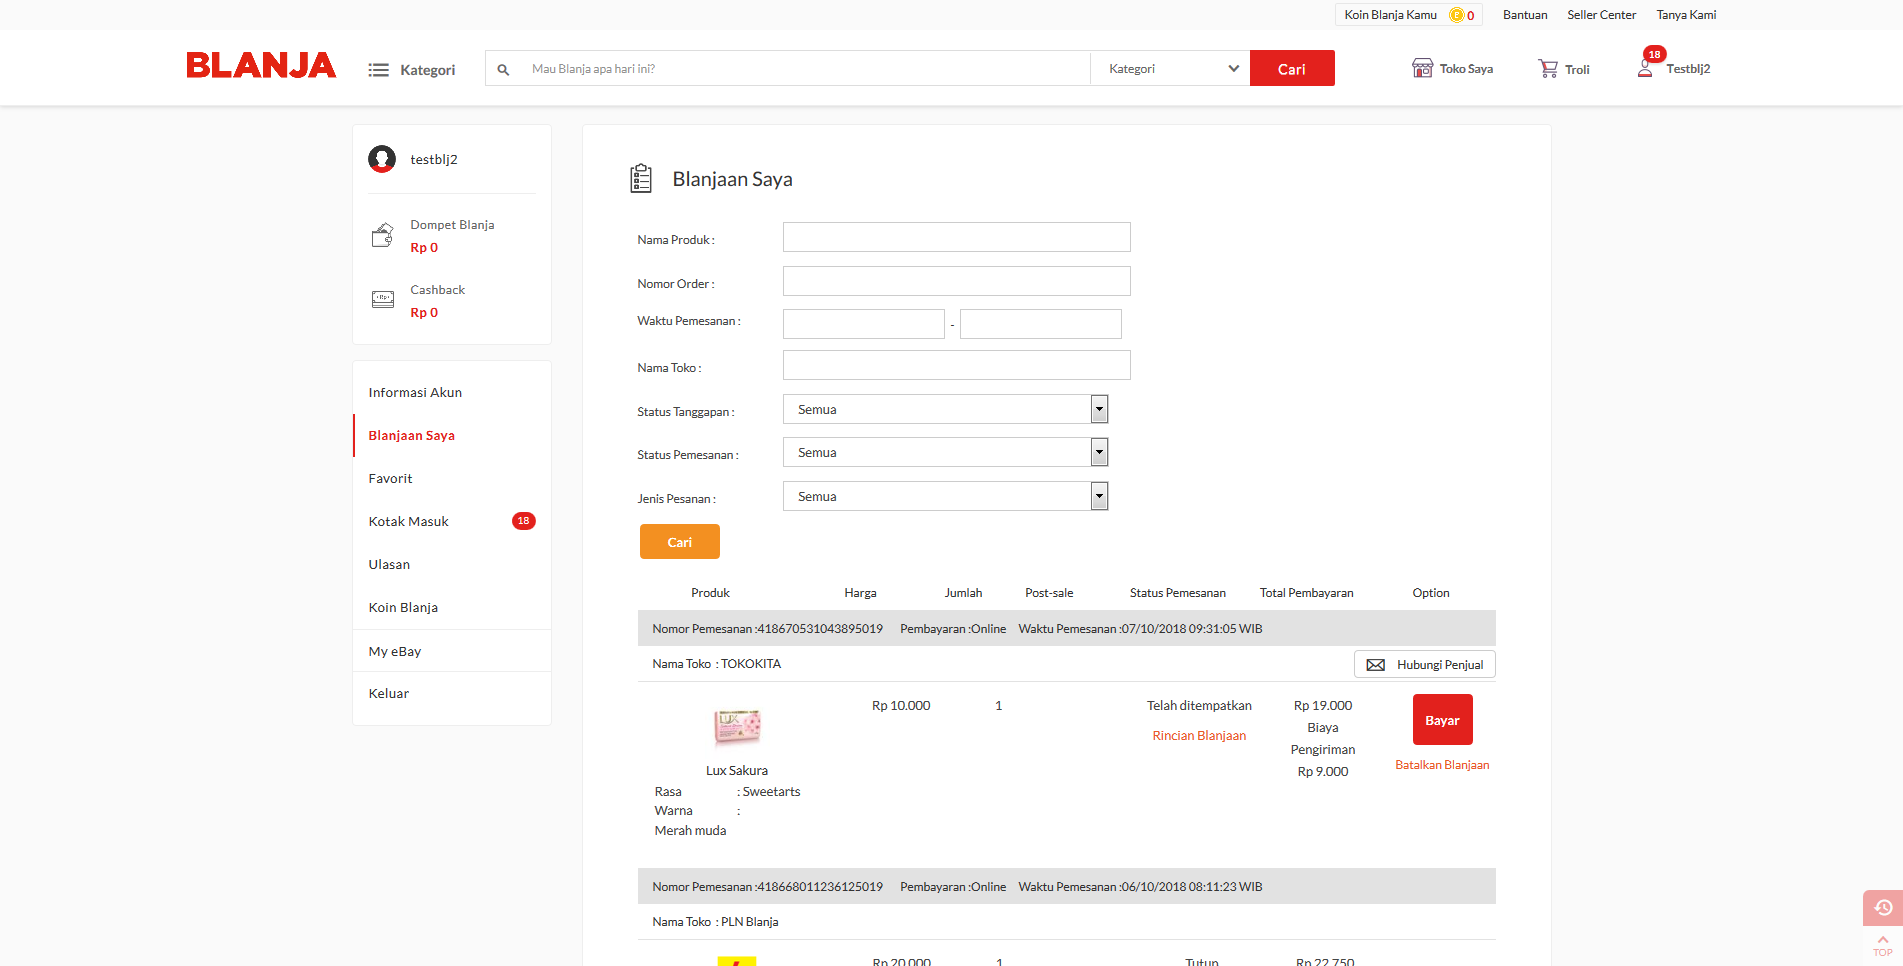 Koin Blanja Kamu 0 Bantuan Seller Center Tanya Kami
BLANJA Kategori Mau Blanja apa hari ini? Kategori Cari Toko Saya Troli 18 Testblj2
testblj2
Dompet Blanja
Rp 0
Cashback
Rp 0
Informasi Akun
Blanjaan Saya
Favorit
Kotak Masuk 18
Ulasan
Koin Blanja
My eBay
Keluar
Blanjaan Saya
Nama Produk :
Nomor Order :
Waktu Pemesanan : -
Nama Toko :
Status Tanggapan : Semua
Status Pemesanan : Semua
Jenis Pesanan : Semua
Cari
Produk Harga Jumlah Post-sale Status Pemesanan Total Pembayaran Option
Nomor Pemesanan :418670531043895019 Pembayaran :Online Waktu Pemesanan :07/10/2018 09:31:05 WIB
Nama Toko : TOKOKITA Hubungi Penjual
LUX
Rp 10.000 1 Telah ditempatkan Rp 19.000 Bayar
Rincian Blanjaan Biaya
Pengiriman
Rp 9.000 Batalkan Blanjaan
Lux Sakura
Rasa : Sweetarts
Warna :
Merah muda
Nomor Pemesanan :418668011236125019 Pembayaran :Online Waktu Pemesanan :06/10/2018 08:11:23 WIB
Nama Toko : PLN Blanja
Rp 20.000 1 Tutup Rp 22.750
TOP